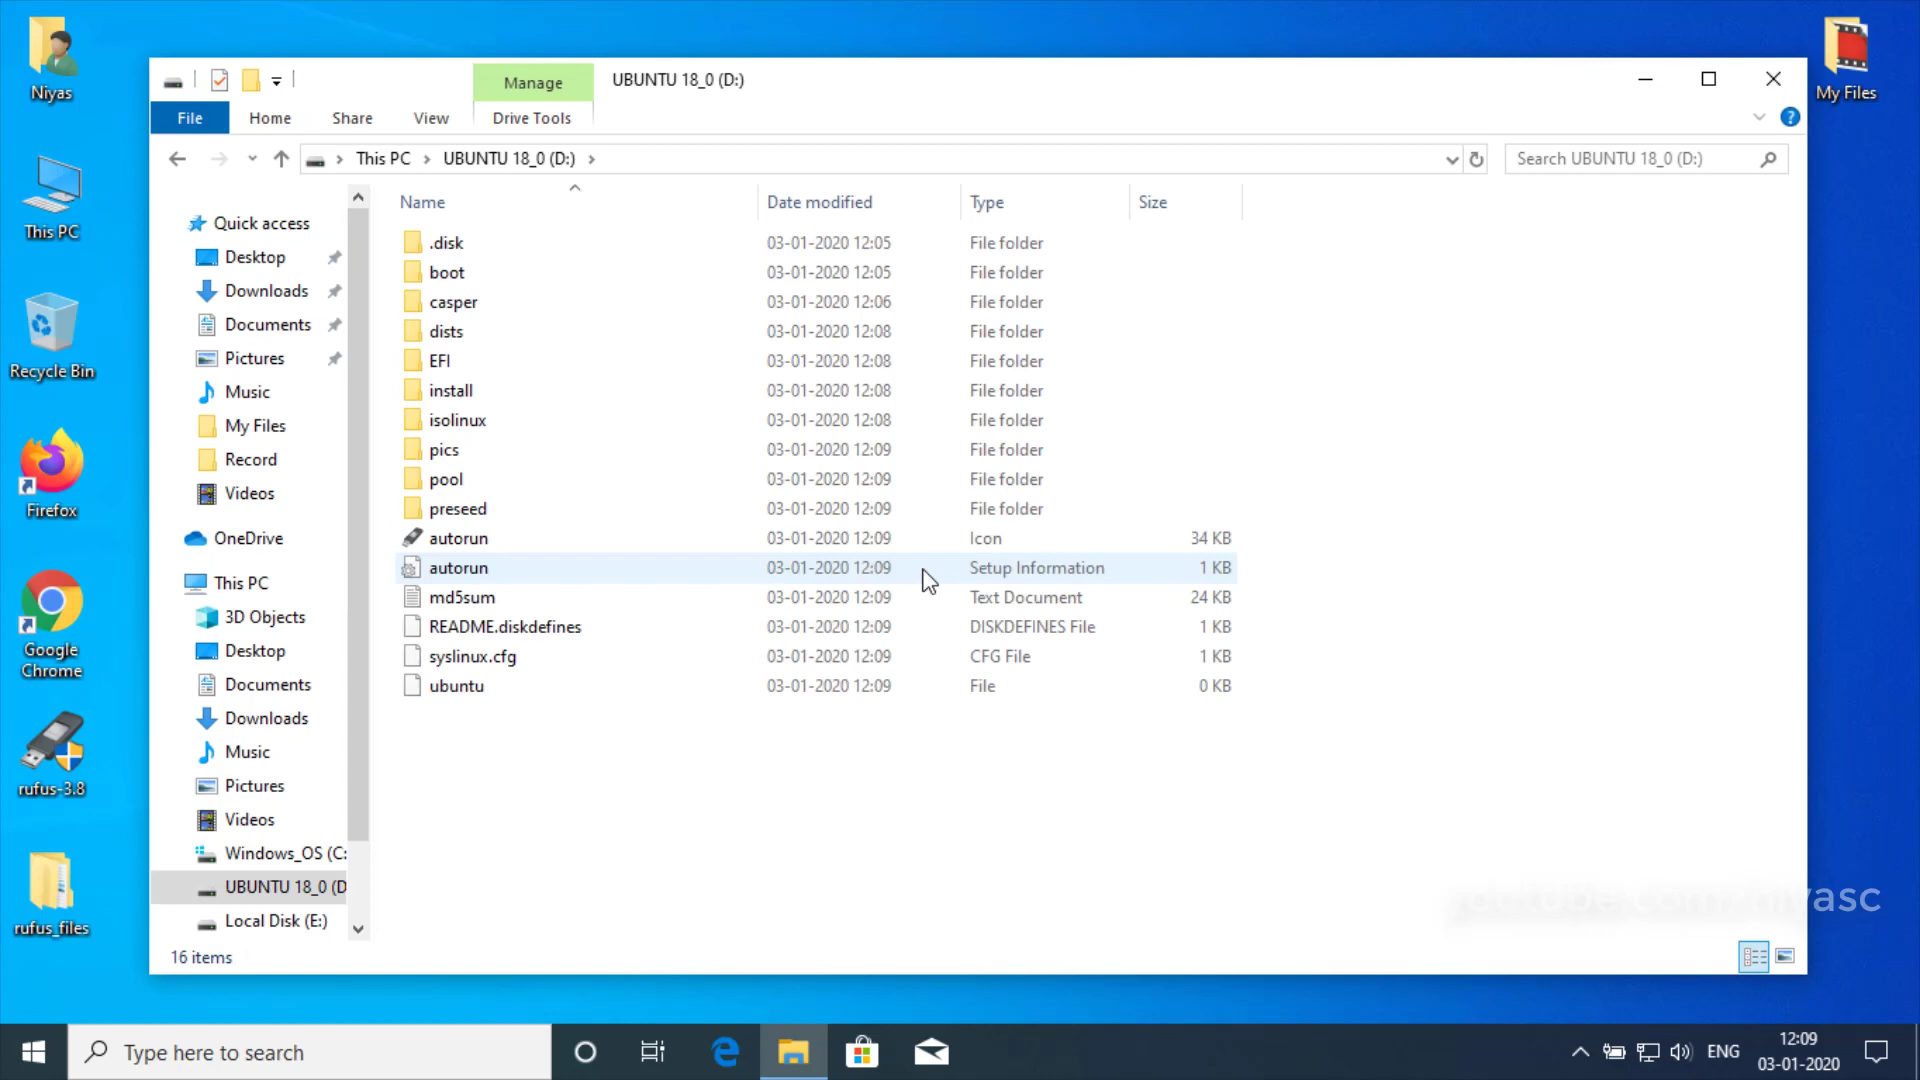 Niyas
This PC
Recycle Bin
Firefox
Google
Chrome
rufus-3.8
rufus_files
My Files
Manage
UBUNTU 18_0 (D:)
File
Home
Share
View
Drive Tools
This PC
UBUNTU 18_0 (D:)
Search UBUNTU 18_0 (D:)
Quick access
Desktop
Downloads
Documents
Pictures
Music
My Files
Record
Videos
OneDrive
This PC
3D Objects
Desktop
Documents
Downloads
Music
Pictures
Videos
Windows_OS (C:
UBUNTU 18_0 (D
Local Disk (E:)
Name Date modified Type Size
.disk 03-01-2020 12:05 File folder
boot 03-01-2020 12:05 File folder
casper 03-01-2020 12:06 File folder
dists 03-01-2020 12:08 File folder
EFI 03-01-2020 12:08 File folder
install 03-01-2020 12:08 File folder
isolinux 03-01-2020 12:08 File folder
pics 03-01-2020 12:09 File folder
pool 03-01-2020 12:09 File folder
preseed 03-01-2020 12:09 File folder
autorun 03-01-2020 12:09 Icon 34 KB
autorun 03-01-2020 12:09 Setup Information 1 KB
md5sum 03-01-2020 12:09 Text Document 24 KB
README.diskdefines 03-01-2020 12:09 DISKDEFINES File 1 KB
syslinux.cfg 03-01-2020 12:09 CFG File 1 KB
ubuntu 03-01-2020 12:09 File 0 KB
16 items
Type here to search
ENG
12:09
03-01-2020